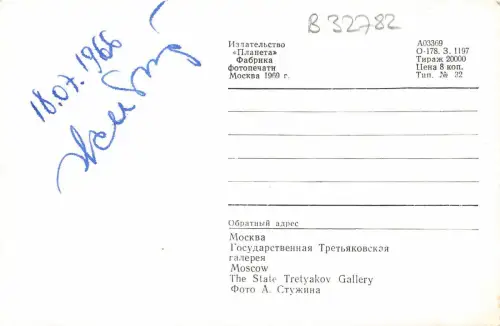 В 32782
18.07.1966
Издательство
«Планета»
Фабрика
фотопечати
Москва 1969 г.
А03369
О-178. З. 1197
Тираж 20000
Цена 8 коп.
Тип. № 22
Обратный адрес
Москва
Государственная Третьяковская
галерея
Moscow
The State Tretyakov Gallery
Фото А. Стужина